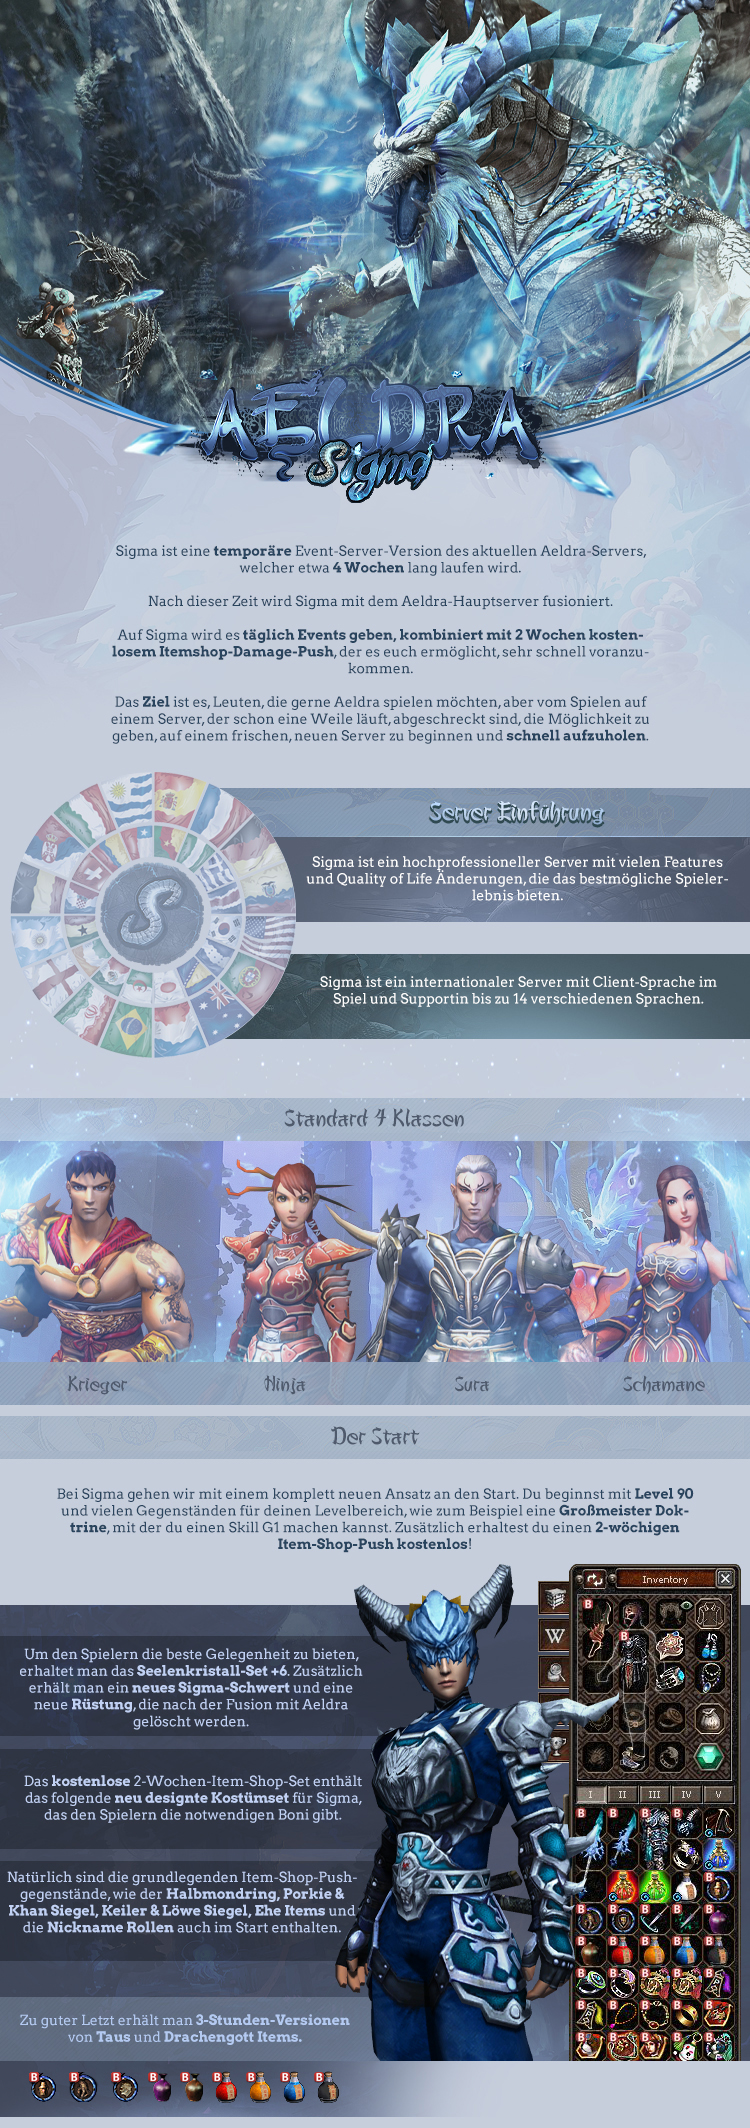 AELDRA
Sigma
Sigma ist eine temporäre Event-Server-Version des aktuellen Aeldra-Servers,
welcher etwa 4 Wochen lang laufen wird.
Nach dieser Zeit wird Sigma mit dem Aeldra-Hauptserver fusioniert.
Auf Sigma wird es täglich Events geben, kombiniert mit 2 Wochen kosten-
losem Itemshop-Damage-Push, der es euch ermöglicht, sehr schnell voranzu-
kommen.
Das Ziel ist es, Leuten, die gerne Aeldra spielen möchten, aber vom Spielen auf
einem Server, der schon eine Weile läuft, abgeschreckt sind, die Möglichkeit zu
geben, auf einem frischen, neuen Server zu beginnen und schnell aufzuholen.
Server Einführung
Sigma ist ein hochprofessioneller Server mit vielen Features
und Quality of Life Änderungen, die das bestmögliche Spieler-
lebnis bieten.
Sigma ist ein internationaler Server mit Client-Sprache im
Spiel und Supportin bis zu 14 verschiedenen Sprachen.
Standard 4 Klassen
Krieger
Ninja
Sura
Schamane
Der Start
Bei Sigma gehen wir mit einem komplett neuen Ansatz an den Start. Du beginnst mit Level 90
und vielen Gegenständen für deinen Levelbereich, wie zum Beispiel eine Großmeister Dok-
trine, mit der du einen Skill G1 machen kannst. Zusätzlich erhaltest du einen 2-wöchigen
Item-Shop-Push kostenlos!
Inventory
W
I II III IV V
Um den Spielern die beste Gelegenheit zu bieten,
erhaltet man das Seelenkristall-Set +6. Zusätzlich
erhält man ein neues Sigma-Schwert und eine
neue Rüstung, die nach der Fusion mit Aeldra
gelöscht werden.
Das kostenlose 2-Wochen-Item-Shop-Set enthält
das folgende neu designte Kostümset für Sigma,
das den Spielern die notwendigen Boni gibt.
Natürlich sind die grundlegenden Item-Shop-Push-
gegenstände, wie der Halbmondring, Porkie &
Khan Siegel, Keiler & Löwe Siegel, Ehe Items und
die Nickname Rollen auch im Start enthalten.
Zu guter Letzt erhält man 3-Stunden-Versionen
von Taus und Drachengott Items.
B B B B B B B B B